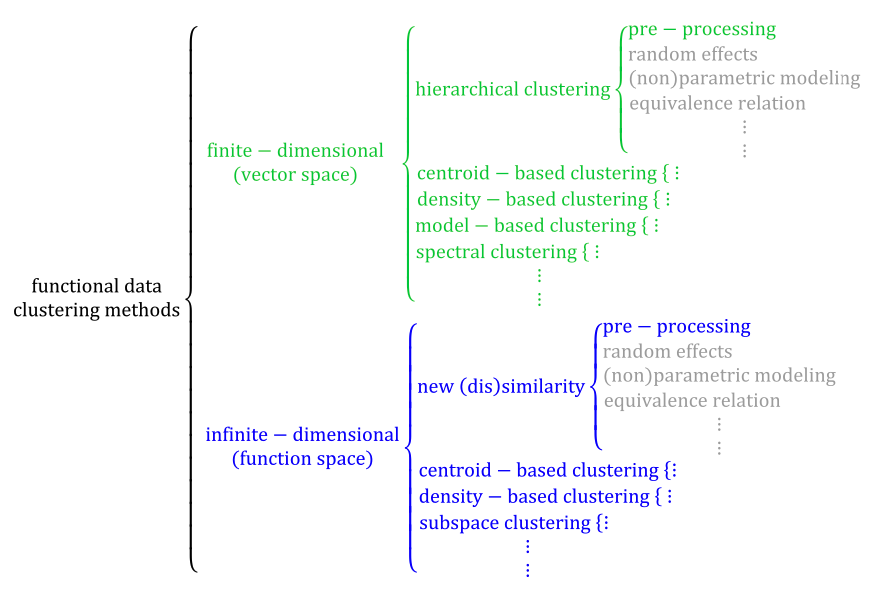 functional data
clustering methods
finite − dimensional
(vector space)
hierarchical clustering
pre − processing
random effects
(non)parametric modeling
equivalence relation
⋮
⋮
centroid − based clustering { ⋮
density − based clustering { ⋮
model − based clustering { ⋮
spectral clustering { ⋮
⋮
⋮
infinite − dimensional
(function space)
new (dis)similarity
pre − processing
random effects
(non)parametric modeling
equivalence relation
⋮
⋮
centroid − based clustering {⋮
density − based clustering { ⋮
subspace clustering {⋮
⋮
⋮